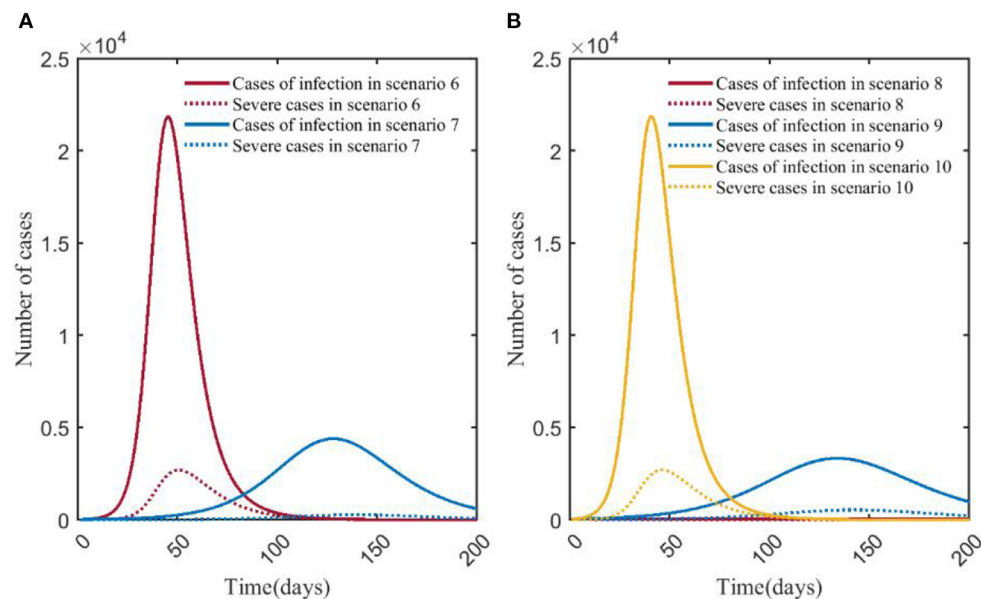 A
×10⁴
2.5
2
1.5
1
0.5
0
Number of cases
0 50 100 150 200
Time(days)
Cases of infection in scenario 6
Severe cases in scenario 6
Cases of infection in scenario 7
Severe cases in scenario 7
B
×10⁴
2.5
2
1.5
1
0.5
0
Number of cases
0 50 100 150 200
Time(days)
Cases of infection in scenario 8
Severe cases in scenario 8
Cases of infection in scenario 9
Severe cases in scenario 9
Cases of infection in scenario 10
Severe cases in scenario 10